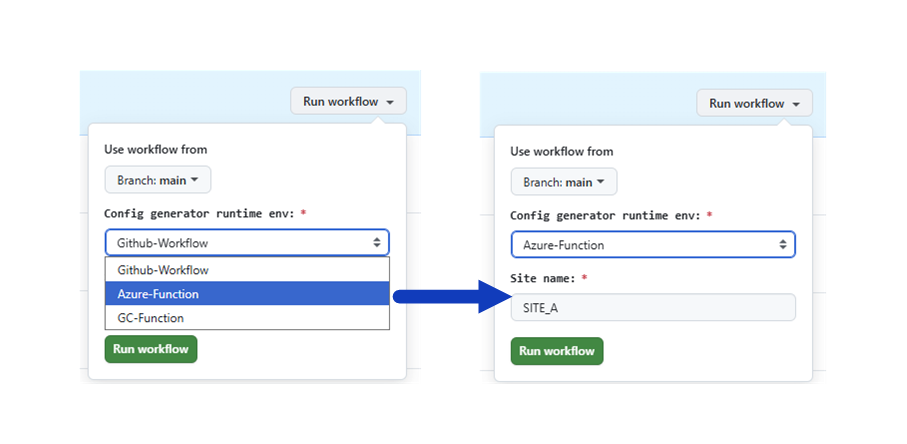 Run workflow
Use workflow from
Branch: main
Config generator runtime env: *
Github-Workflow
Github-Workflow
Azure-Function
GC-Function
Run workflow
Run workflow
Use workflow from
Branch: main
Config generator runtime env: *
Azure-Function
Site name: *
SITE_A
Run workflow